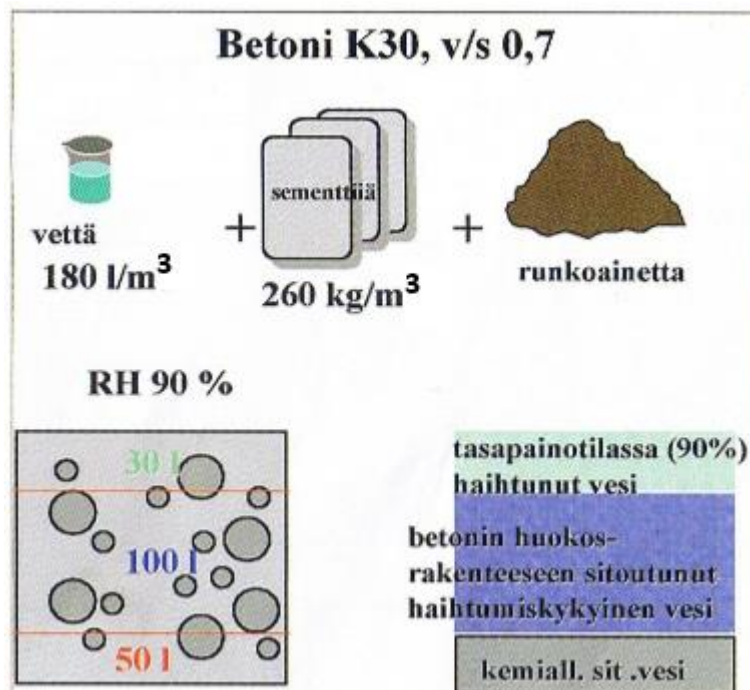 Betoni K30, v/s 0,7
sementtiä
vettä
180 l/m³
+
+
260 kg/m³
runkoainetta
RH 90 %
30 l
100 l
50 l
tasapainotilassa (90%)
haihtunut vesi
betonin huokos-
rakenteeseen sitoutunut
haihtumiskykyinen vesi
kemiall. sit .vesi